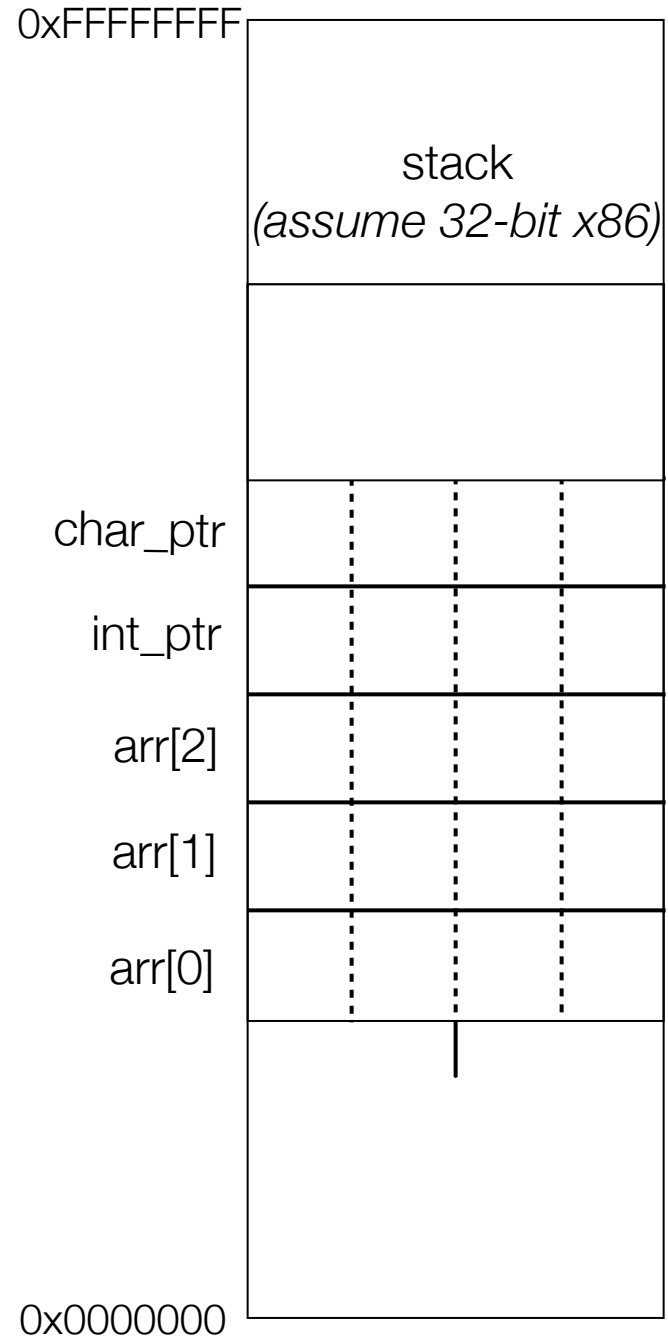 0xFFFFFFFF
stack
(assume 32-bit x86)
char_ptr
int_ptr
arr[2]
arr[1]
arr[0]
0x0000000